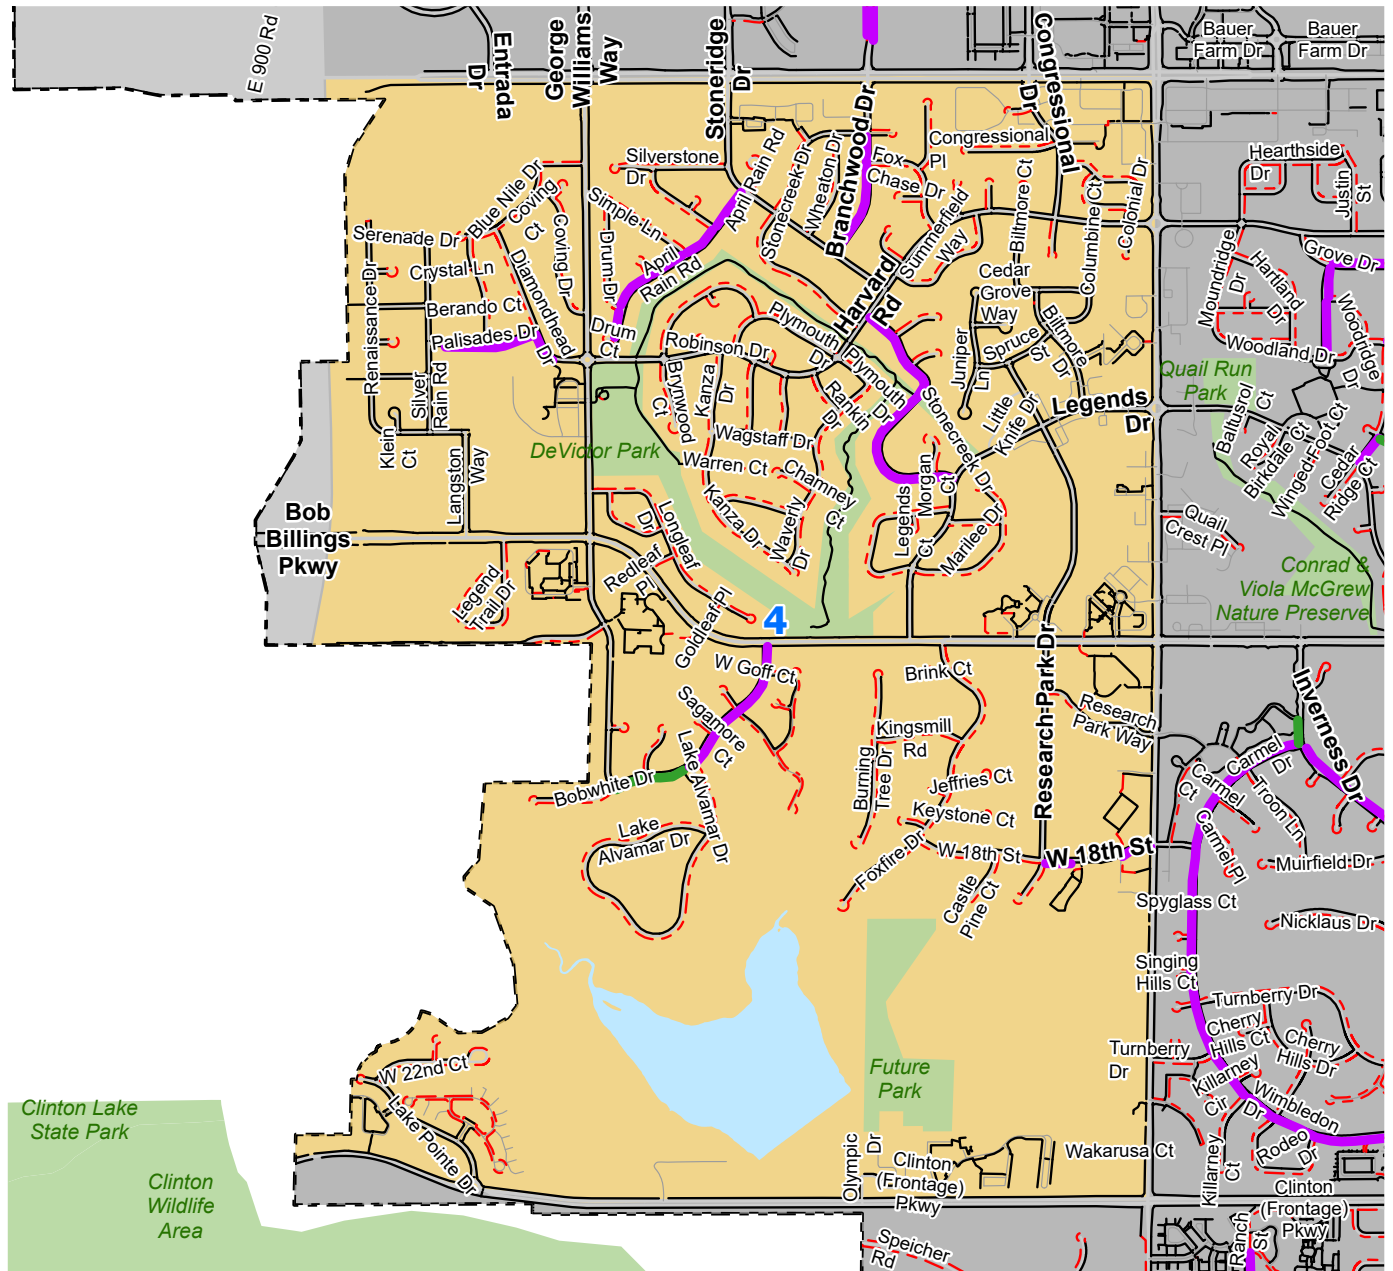 E 900 Rd
Entrada
Dr
George
Williams
Way
Stoneridge
Dr
Congressional
Dr
Bauer
Farm Dr
Bauer
Farm Dr
Silverstone
Dr
April Rain Rd
Stonecreek Dr
Wheaton Dr
Branchwood Dr
Fox
Chase Dr
Congressional
Pl
Hearthside
Dr
Justin
St
Blue Nile Dr
Coving
Ct
Coving Dr
Simple Ln
Drum Dr
April
Rain Rd
Summerfield
Way
Biltmore Ct
Columbine Ct
Colonial Dr
Serenade Dr
Crystal Ln
Berando Ct
Palisades Dr
Diamondhead
Dr
Renaissance Dr
Silver
Rain Rd
Drum
Ct
Harvard
Rd
Cedar
Grove
Way
Moundridge
Dr
Hartland
Dr
Grove Dr
Woodridge
Dr
Woodland Dr
Robinson Dr
Plymouth
Dr
Plymouth
Dr
Juniper
Ln
Spruce
St
Biltmore
Dr
Quail Run
Park
Brynwood
Ct
Kanza
Dr
Rankin
Dr
Stonecreek Dr
Little
Knife Dr
Legends
Dr
Baltusrol
Ct
Royal
Birkdale Ct
Winged Foot Ct
Cedar
Ridge Ct
Klein
Ct
Langston
Way
DeVictor Park
Wagstaff Dr
Warren Ct
Chamney
Ct
Kanza Dr
Waverly
Dr
Legends
Ct
Morgan
Ct
Marilee Dr
Quail
Crest Pl
Bob
Billings
Pkwy
Longleaf
Dr
Redleaf
Pl
Goldleaf Pl
Legend
Trail Dr
Conrad &
Viola McGrew
Nature Preserve
4
W Goff Ct
Sagamore
Ct
Lake Alvamar Dr
Bobwhite Dr
Lake
Alvamar Dr
Brink Ct
Kingsmill
Rd
Burning
Tree Dr
Jeffries Ct
Keystone Ct
Foxfire Dr
W 18th St
Castle
Pine Ct
Research Park Dr
Research
Park Way
W 18th St
Inverness Dr
Carmel
Dr
Carmel
Ct
Carmel Pl
Troon Ln
Muirfield Dr
Spyglass Ct
Nicklaus Dr
Singing
Hills Ct
Turnberry Dr
Cherry
Hills Ct
Cherry
Hills Dr
Turnberry
Dr
Killarney
Cir
Wimbledon
Dr
Rodeo
Dr
Killarney
Ct
W 22nd Ct
Lake Pointe Dr
Clinton Lake
State Park
Clinton
Wildlife
Area
Future
Park
Olympic
Dr
Clinton
(Frontage)
Pkwy
Wakarusa Ct
Clinton
(Frontage)
Pkwy
Speicher
Rd
Ranch
St